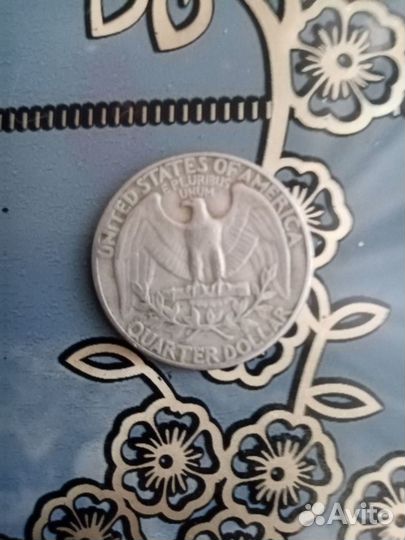 UNITED STATES OF AMERICA
E PLURIBUS
UNUM
QUARTER DOLLAR
Avito